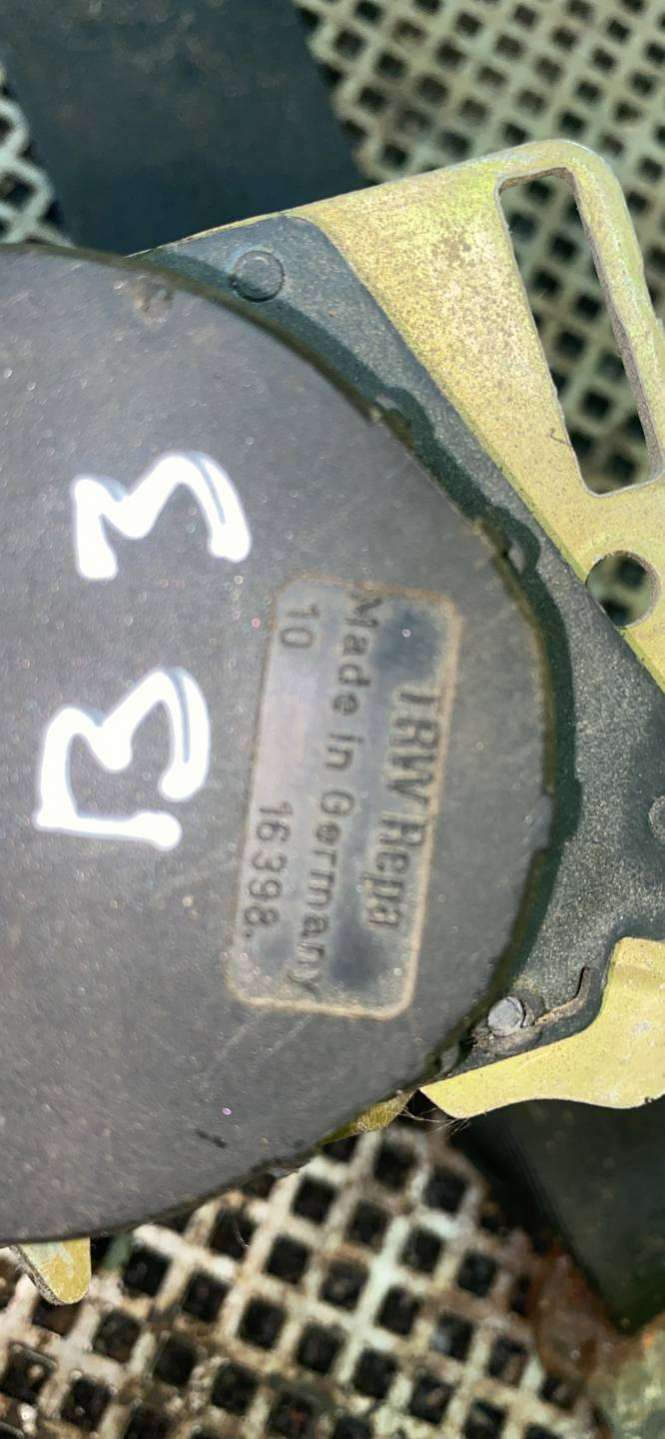 B3
TRW Repa
Made in Germany
10 16398.